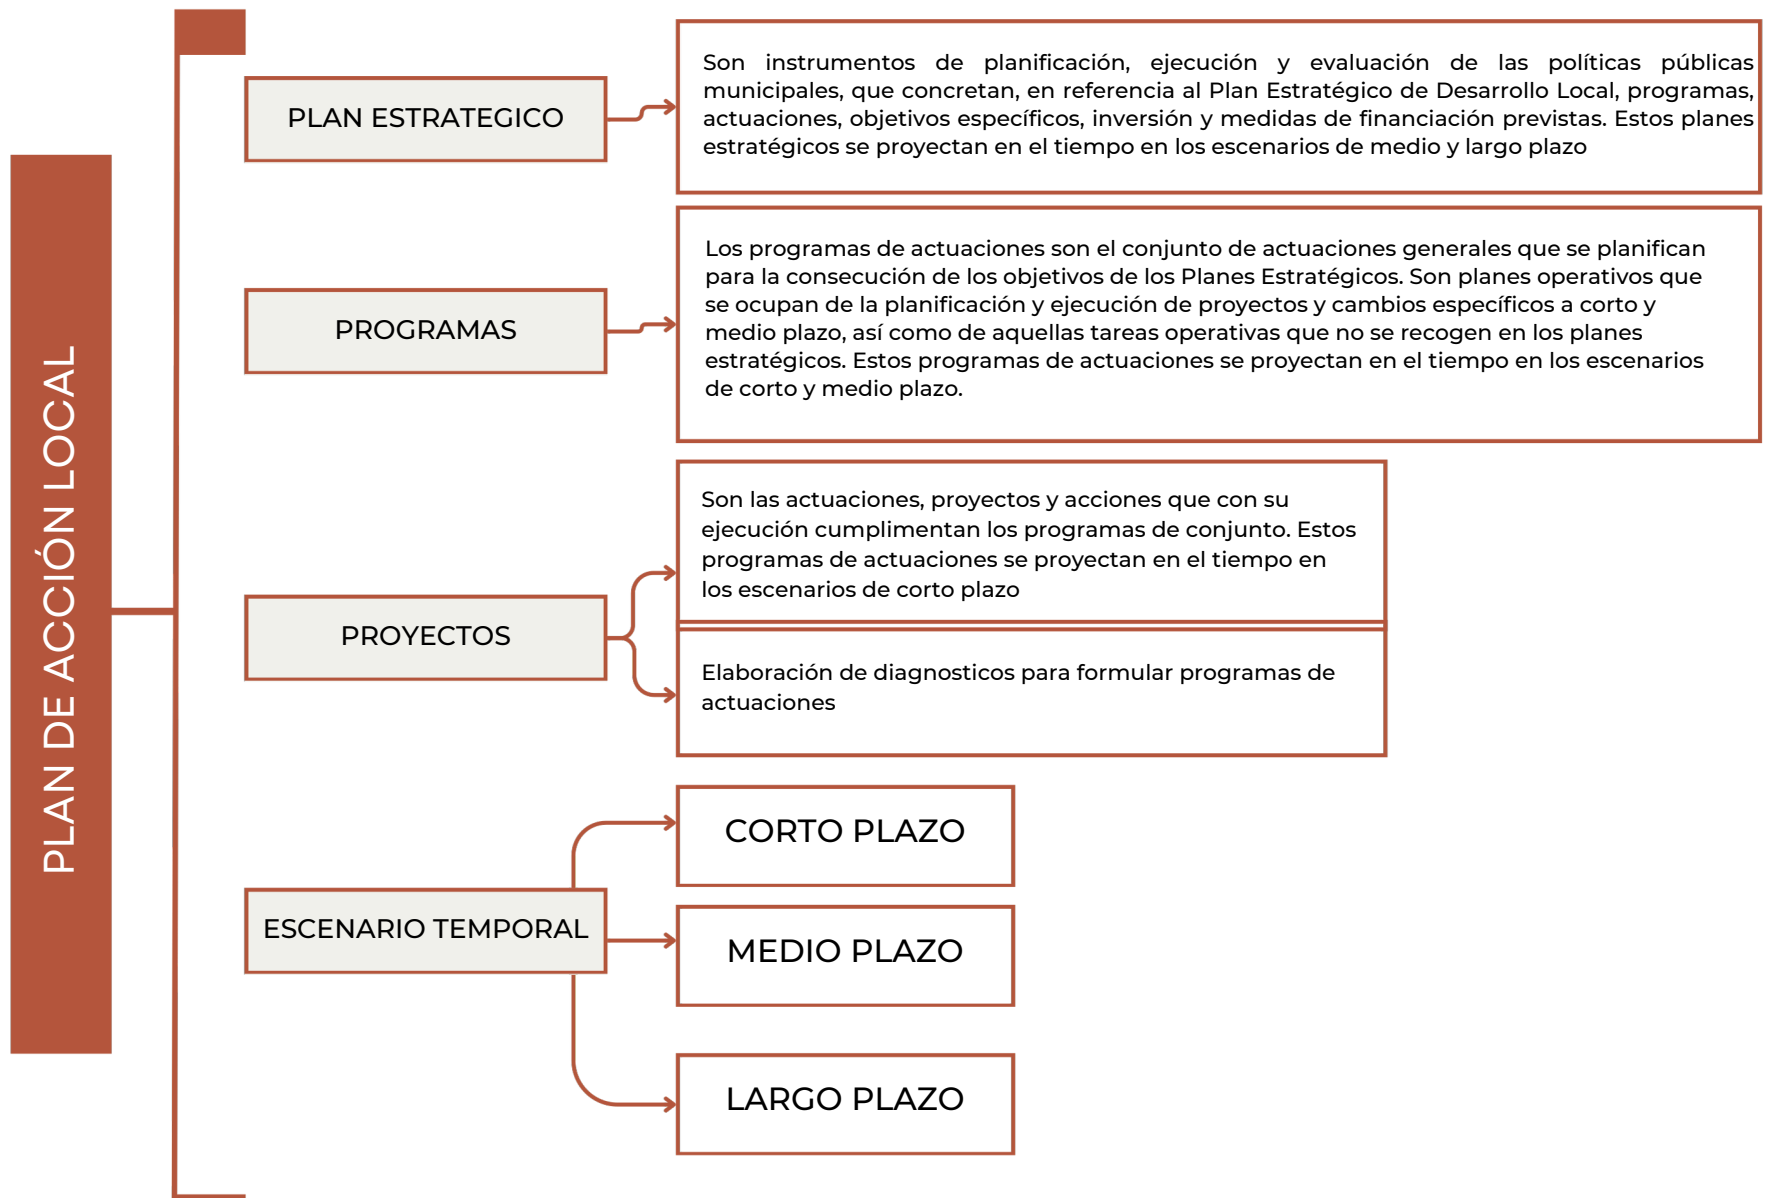 PLAN DE ACCIÓN LOCAL
PLAN ESTRATEGICO
Son instrumentos de planificación, ejecución y evaluación de las políticas públicas
municipales, que concretan, en referencia al Plan Estratégico de Desarrollo Local, programas,
actuaciones, objetivos específicos, inversión y medidas de financiación previstas. Estos planes
estratégicos se proyectan en el tiempo en los escenarios de medio y largo plazo
PROGRAMAS
Los programas de actuaciones son el conjunto de actuaciones generales que se planifican
para la consecución de los objetivos de los Planes Estratégicos. Son planes operativos que
se ocupan de la planificación y ejecución de proyectos y cambios específicos a corto y
medio plazo, así como de aquellas tareas operativas que no se recogen en los planes
estratégicos. Estos programas de actuaciones se proyectan en el tiempo en los escenarios
de corto y medio plazo.
PROYECTOS
Son las actuaciones, proyectos y acciones que con su
ejecución cumplimentan los programas de conjunto. Estos
programas de actuaciones se proyectan en el tiempo en
los escenarios de corto plazo
Elaboración de diagnosticos para formular programas de
actuaciones
ESCENARIO TEMPORAL
CORTO PLAZO
MEDIO PLAZO
LARGO PLAZO